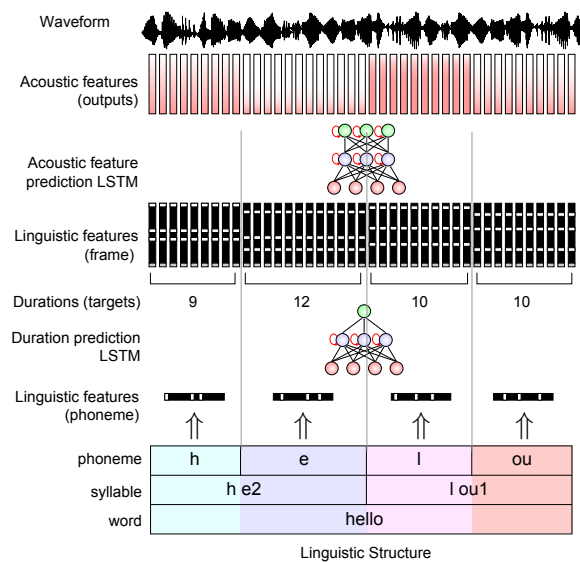 Waveform
Acoustic features
(outputs)
Acoustic feature
prediction LSTM
Linguistic features
(frame)
Durations (targets)
9 12 10 10
Duration prediction
LSTM
Linguistic features
(phoneme)
phoneme h e l ou
syllable h e2 l ou1
word hello
Linguistic Structure